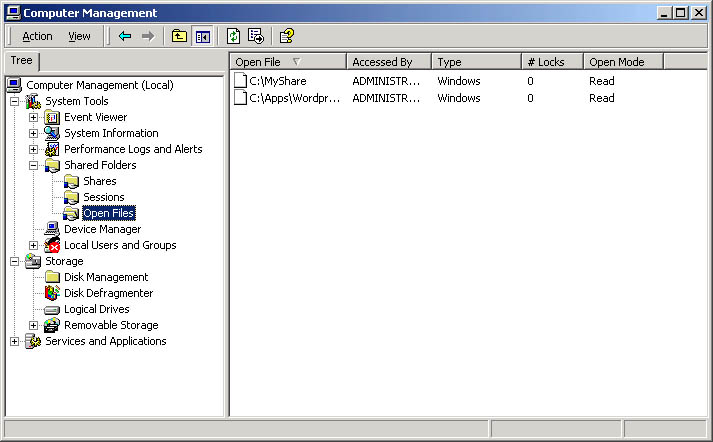 Computer Management
Action View
Tree
Computer Management (Local)
System Tools
Event Viewer
System Information
Performance Logs and Alerts
Shared Folders
Shares
Sessions
Open Files
Device Manager
Local Users and Groups
Storage
Disk Management
Disk Defragmenter
Logical Drives
Removable Storage
Services and Applications
Open File Accessed By Type # Locks Open Mode
C:\MyShare ADMINISTR... Windows 0 Read
C:\Apps\Wordpr... ADMINISTR... Windows 0 Read